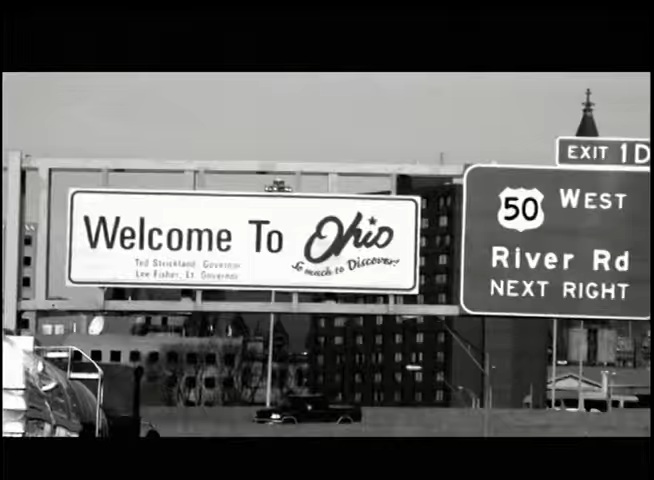 Welcome To Ohio
So much to Discover!
Ted Strickland, Governor
Lee Fisher, Lt. Governor
EXIT 1D
50 WEST
River Rd
NEXT RIGHT